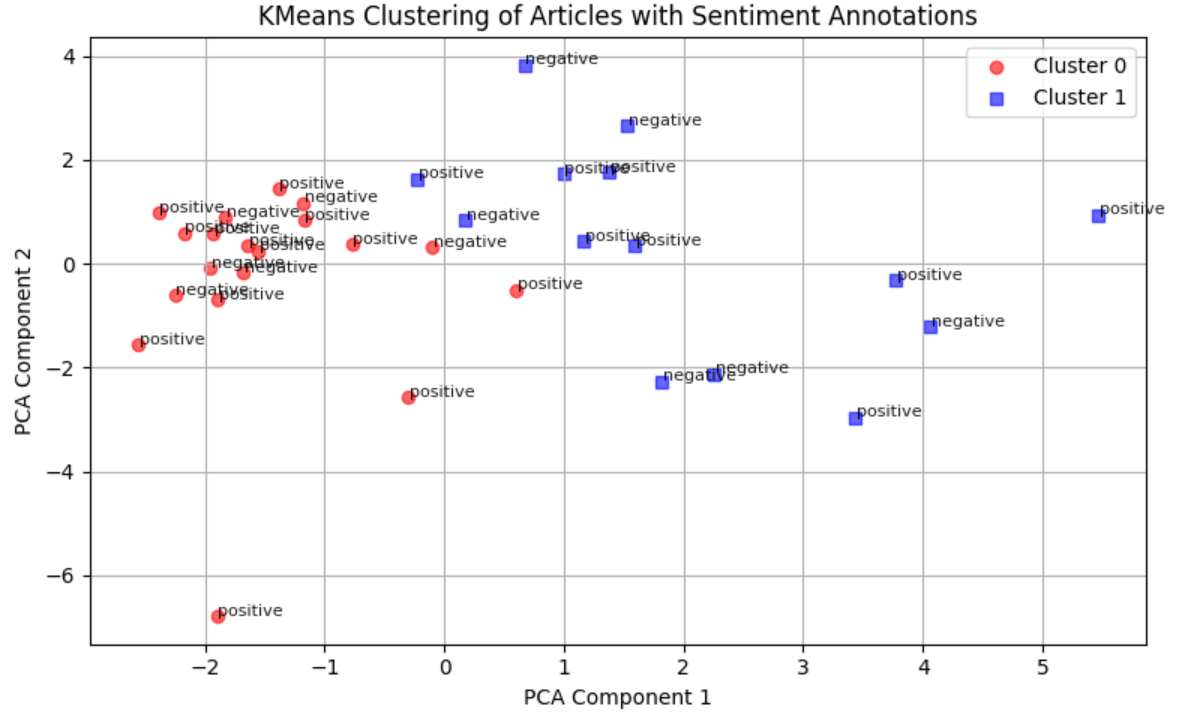 KMeans Clustering of Articles with Sentiment Annotations
Cluster 0
Cluster 1
negative
negative
positive
positive
positive
positive
negative
positive
positive
negative
positive
positive
negative
positive
positive
positive
negative
positive
positive
positive
positive
negative
negative
negative
positive
positive
negative
positive
positive
negative
negative
positive
positive
positive
PCA Component 2
4
2
0
−2
−4
−6
−2
−1
0
1
2
3
4
5
PCA Component 1